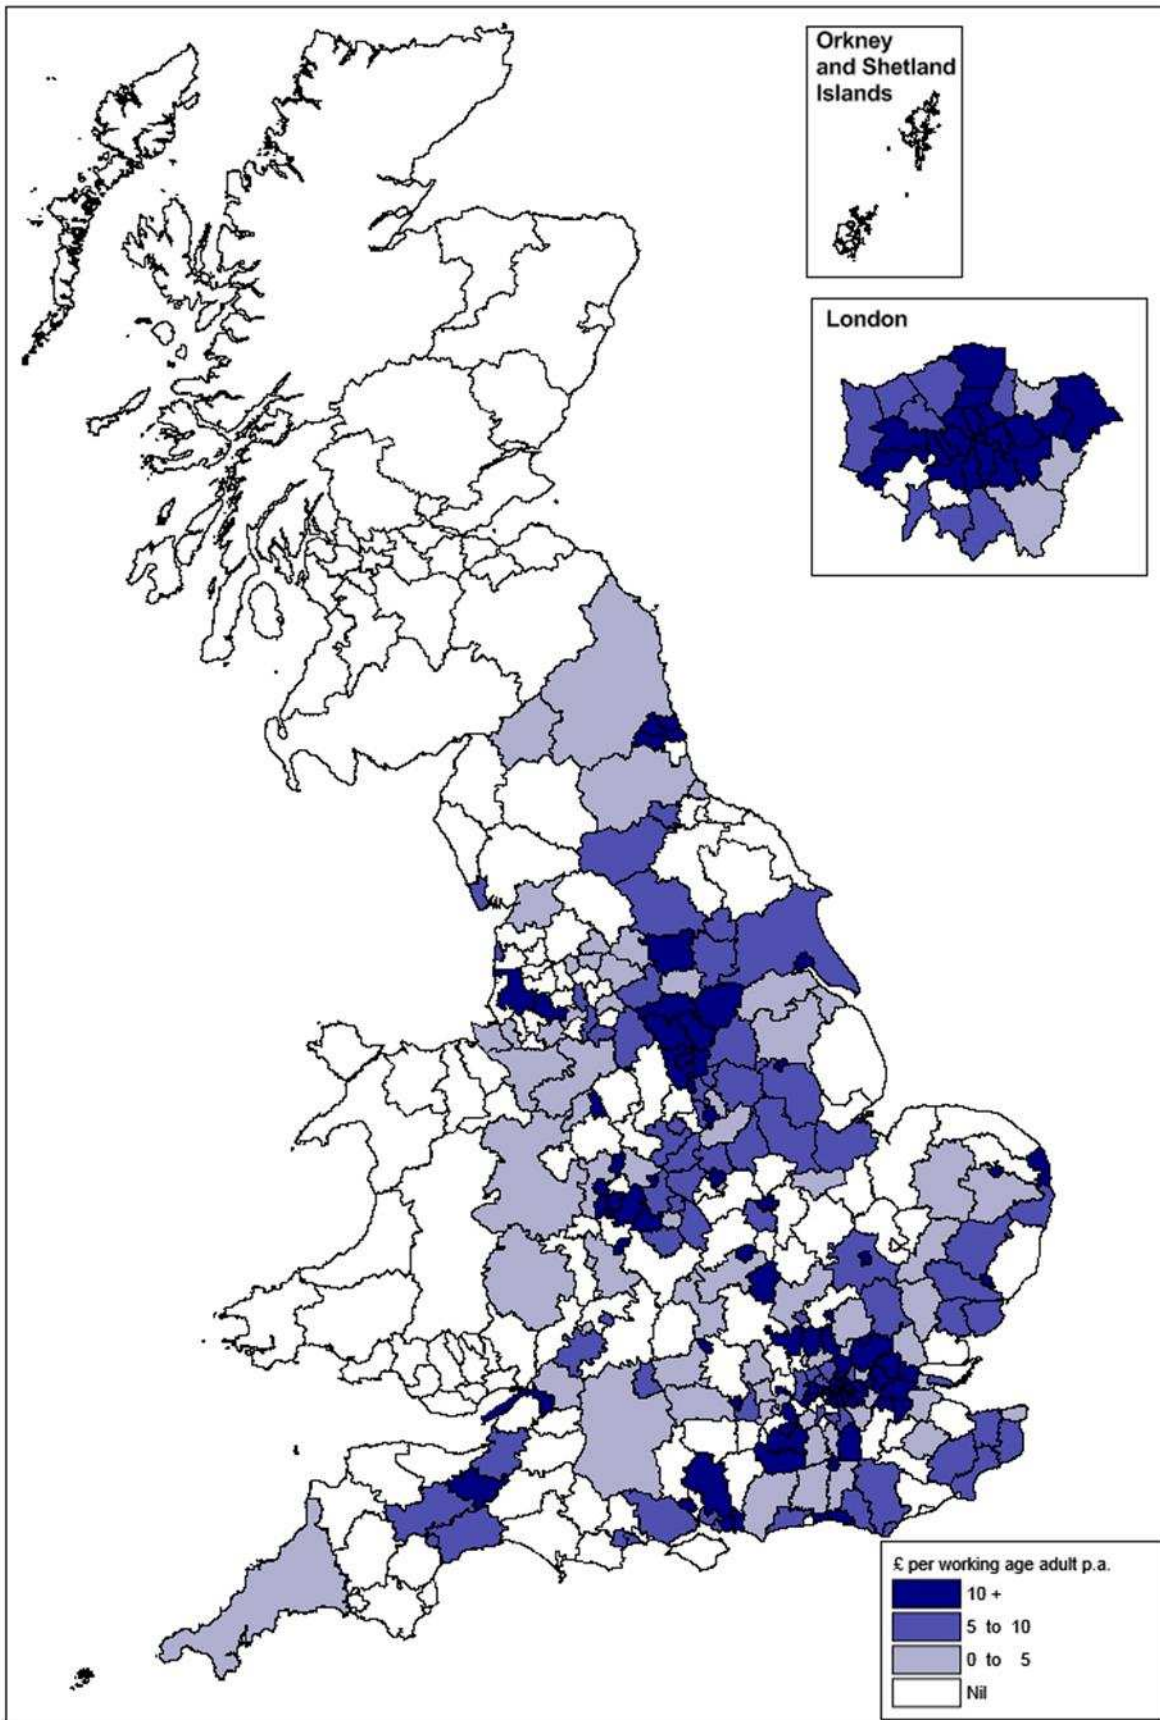 Orkney
and Shetland
Islands
London
£ per working age adult p.a.
10 +
5 to 10
0 to 5
Nil